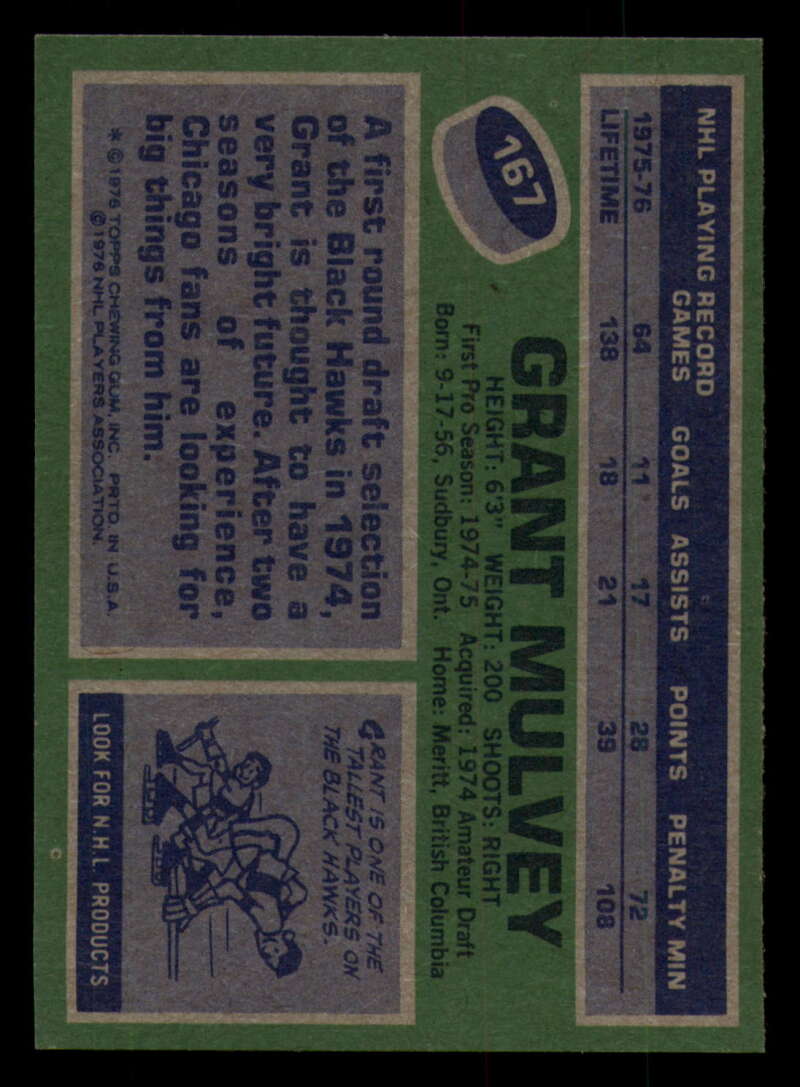 NHL PLAYING RECORD
GAMES GOALS ASSISTS POINTS PENALTY MIN
1975-76 64 11 17 28 72
LIFETIME 138 18 21 39 108
167
GRANT MULVEY
HEIGHT: 6'3" WEIGHT: 200 SHOOTS: RIGHT
First Pro Season: 1974-75 Acquired: 1974 Amateur Draft
Born: 9-17-56, Sudbury, Ont. Home: Merritt, British Columbia
A first round draft selection
of the Black Hawks in 1974,
Grant is thought to have a
very bright future. After two
seasons of experience,
Chicago fans are looking for
big things from him.
* © 1976 TOPPS CHEWING GUM, INC. PRTD. IN U.S.A.
© 1976 NHL PLAYERS ASSOCIATION.
GRANT IS ONE OF THE
TALLEST PLAYERS ON
THE BLACK HAWKS.
LOOK FOR N.H.L. PRODUCTS